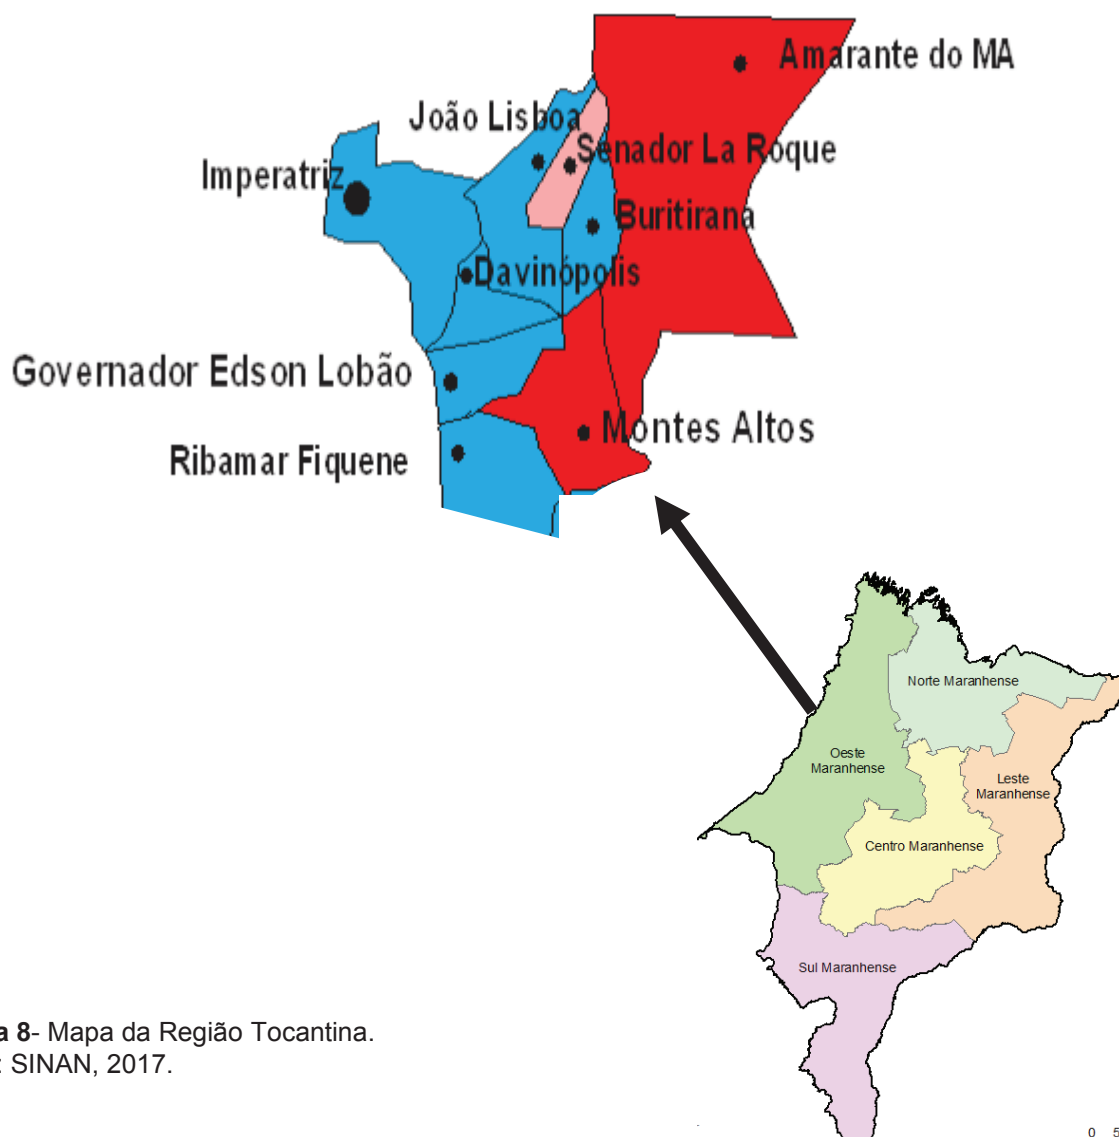 Amarante do MA
João Lisboa
Senador La Roque
Imperatriz
Buritirana
Davinópolis
Governador Edson Lobão
Montes Altos
Ribamar Fiquene
Norte Maranhense
Oeste
Maranhense
Leste
Maranhense
Centro Maranhense
Sul Maranhense
a 8- Mapa da Região Tocantina.
: SINAN, 2017.
0 5